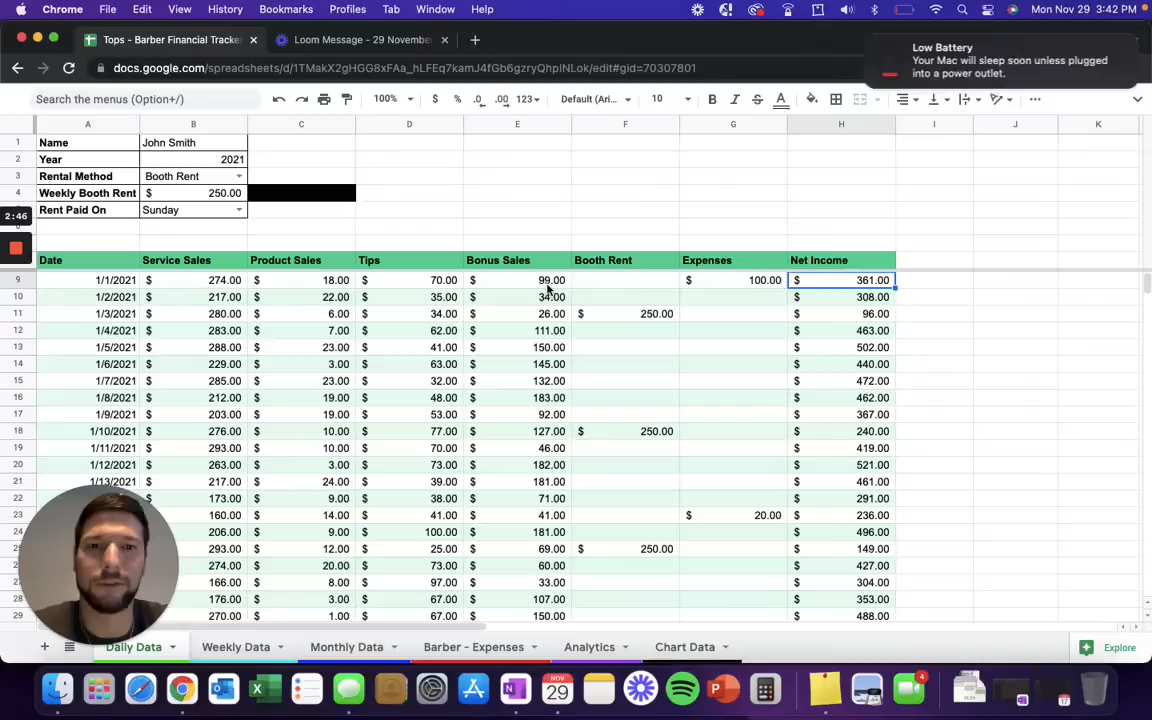 Chrome File Edit View History Bookmarks Profiles Tab Window Help Mon Nov 29 3:42 PM
Tops - Barber Financial Tracke Loom Message - 29 November
Low Battery
Your Mac will sleep soon unless plugged
into a power outlet.
docs.google.com/spreadsheets/d/1TMakX2gHGG8xFAa_hLFEq7kamJ4fGb6gzryQhpINLok/edit#gid=70307801
Search the menus (Option+/) 100% $ % .0 .00 123 Default (Ari... 10 B I S A
A B C D E F G H I J K
1 Name John Smith
2 Year 2021
3 Rental Method Booth Rent
4 Weekly Booth Rent $ 250.00
Rent Paid On Sunday
2:46
Date Service Sales Product Sales Tips Bonus Sales Booth Rent Expenses Net Income
9 1/1/2021 $ 274.00 $ 18.00 $ 70.00 $ 99.00 $ 100.00 $ 361.00
10 1/2/2021 $ 217.00 $ 22.00 $ 35.00 $ 34.00 $ 308.00
11 1/3/2021 $ 280.00 $ 6.00 $ 34.00 $ 26.00 $ 250.00 $ 96.00
12 1/4/2021 $ 283.00 $ 7.00 $ 62.00 $ 111.00 $ 463.00
13 1/5/2021 $ 288.00 $ 23.00 $ 41.00 $ 150.00 $ 502.00
14 1/6/2021 $ 229.00 $ 3.00 $ 63.00 $ 145.00 $ 440.00
15 1/7/2021 $ 285.00 $ 23.00 $ 32.00 $ 132.00 $ 472.00
16 1/8/2021 $ 212.00 $ 19.00 $ 48.00 $ 183.00 $ 462.00
17 1/9/2021 $ 203.00 $ 19.00 $ 53.00 $ 92.00 $ 367.00
18 1/10/2021 $ 276.00 $ 10.00 $ 77.00 $ 127.00 $ 250.00 $ 240.00
19 1/11/2021 $ 293.00 $ 10.00 $ 70.00 $ 46.00 $ 419.00
20 1/12/2021 $ 263.00 $ 3.00 $ 73.00 $ 182.00 $ 521.00
21 1/13/2021 $ 217.00 $ 24.00 $ 39.00 $ 181.00 $ 461.00
22 $ 173.00 $ 9.00 $ 38.00 $ 71.00 $ 291.00
23 160.00 $ 14.00 $ 41.00 $ 41.00 $ 20.00 $ 236.00
24 206.00 $ 9.00 $ 100.00 $ 181.00 $ 496.00
293.00 $ 12.00 $ 25.00 $ 69.00 $ 250.00 $ 149.00
274.00 $ 20.00 $ 73.00 $ 60.00 $ 427.00
166.00 $ 8.00 $ 97.00 $ 33.00 $ 304.00
28 176.00 $ 3.00 $ 67.00 $ 107.00 $ 353.00
29 270.00 $ 1.00 $ 67.00 $ 150.00 $ 488.00
Daily Data Weekly Data Monthly Data Barber - Expenses Analytics Chart Data Explore
NOV
29
4